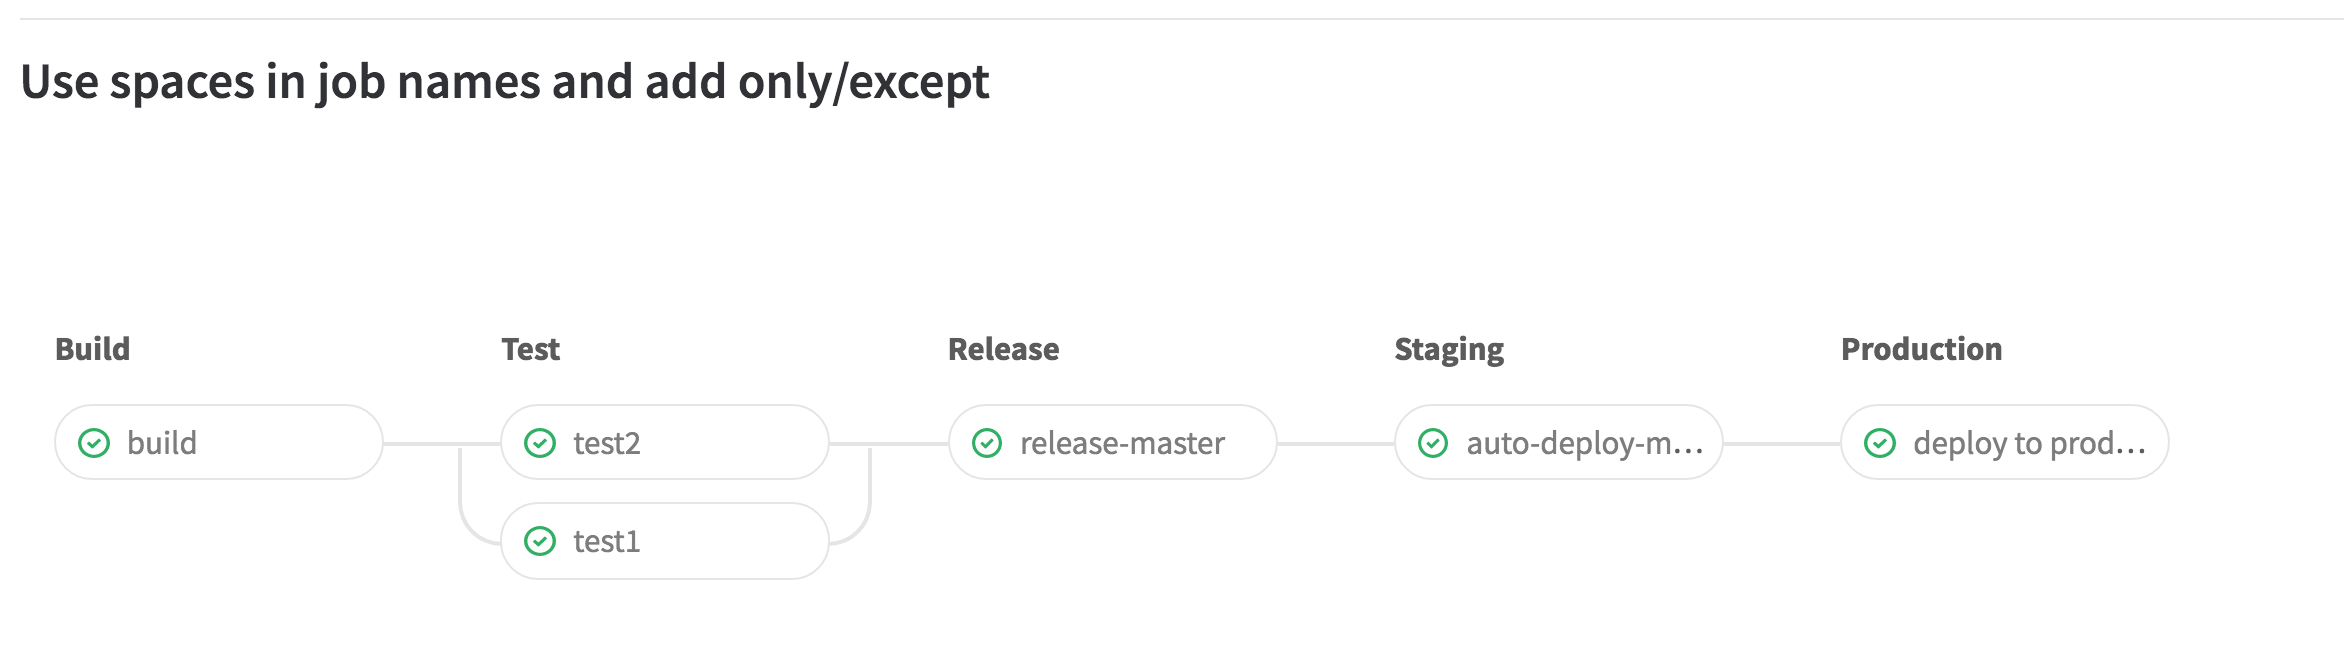 Use spaces in job names and add only/except
Build
Test
Release
Staging
Production
build
test2
release-master
auto-deploy-m...
deploy to prod...
test1